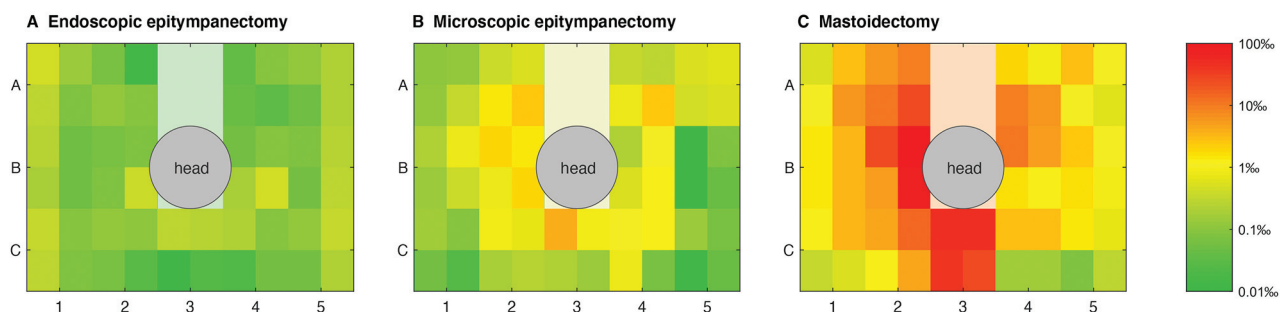 A Endoscopic epitympanectomy
A
B
C
head
1 2 3 4 5
B Microscopic epitympanectomy
head
1 2 3 4 5
C Mastoidectomy
A
B
C
head
1 2 3 4 5
100‰
10‰
1‰
0.1‰
0.01‰